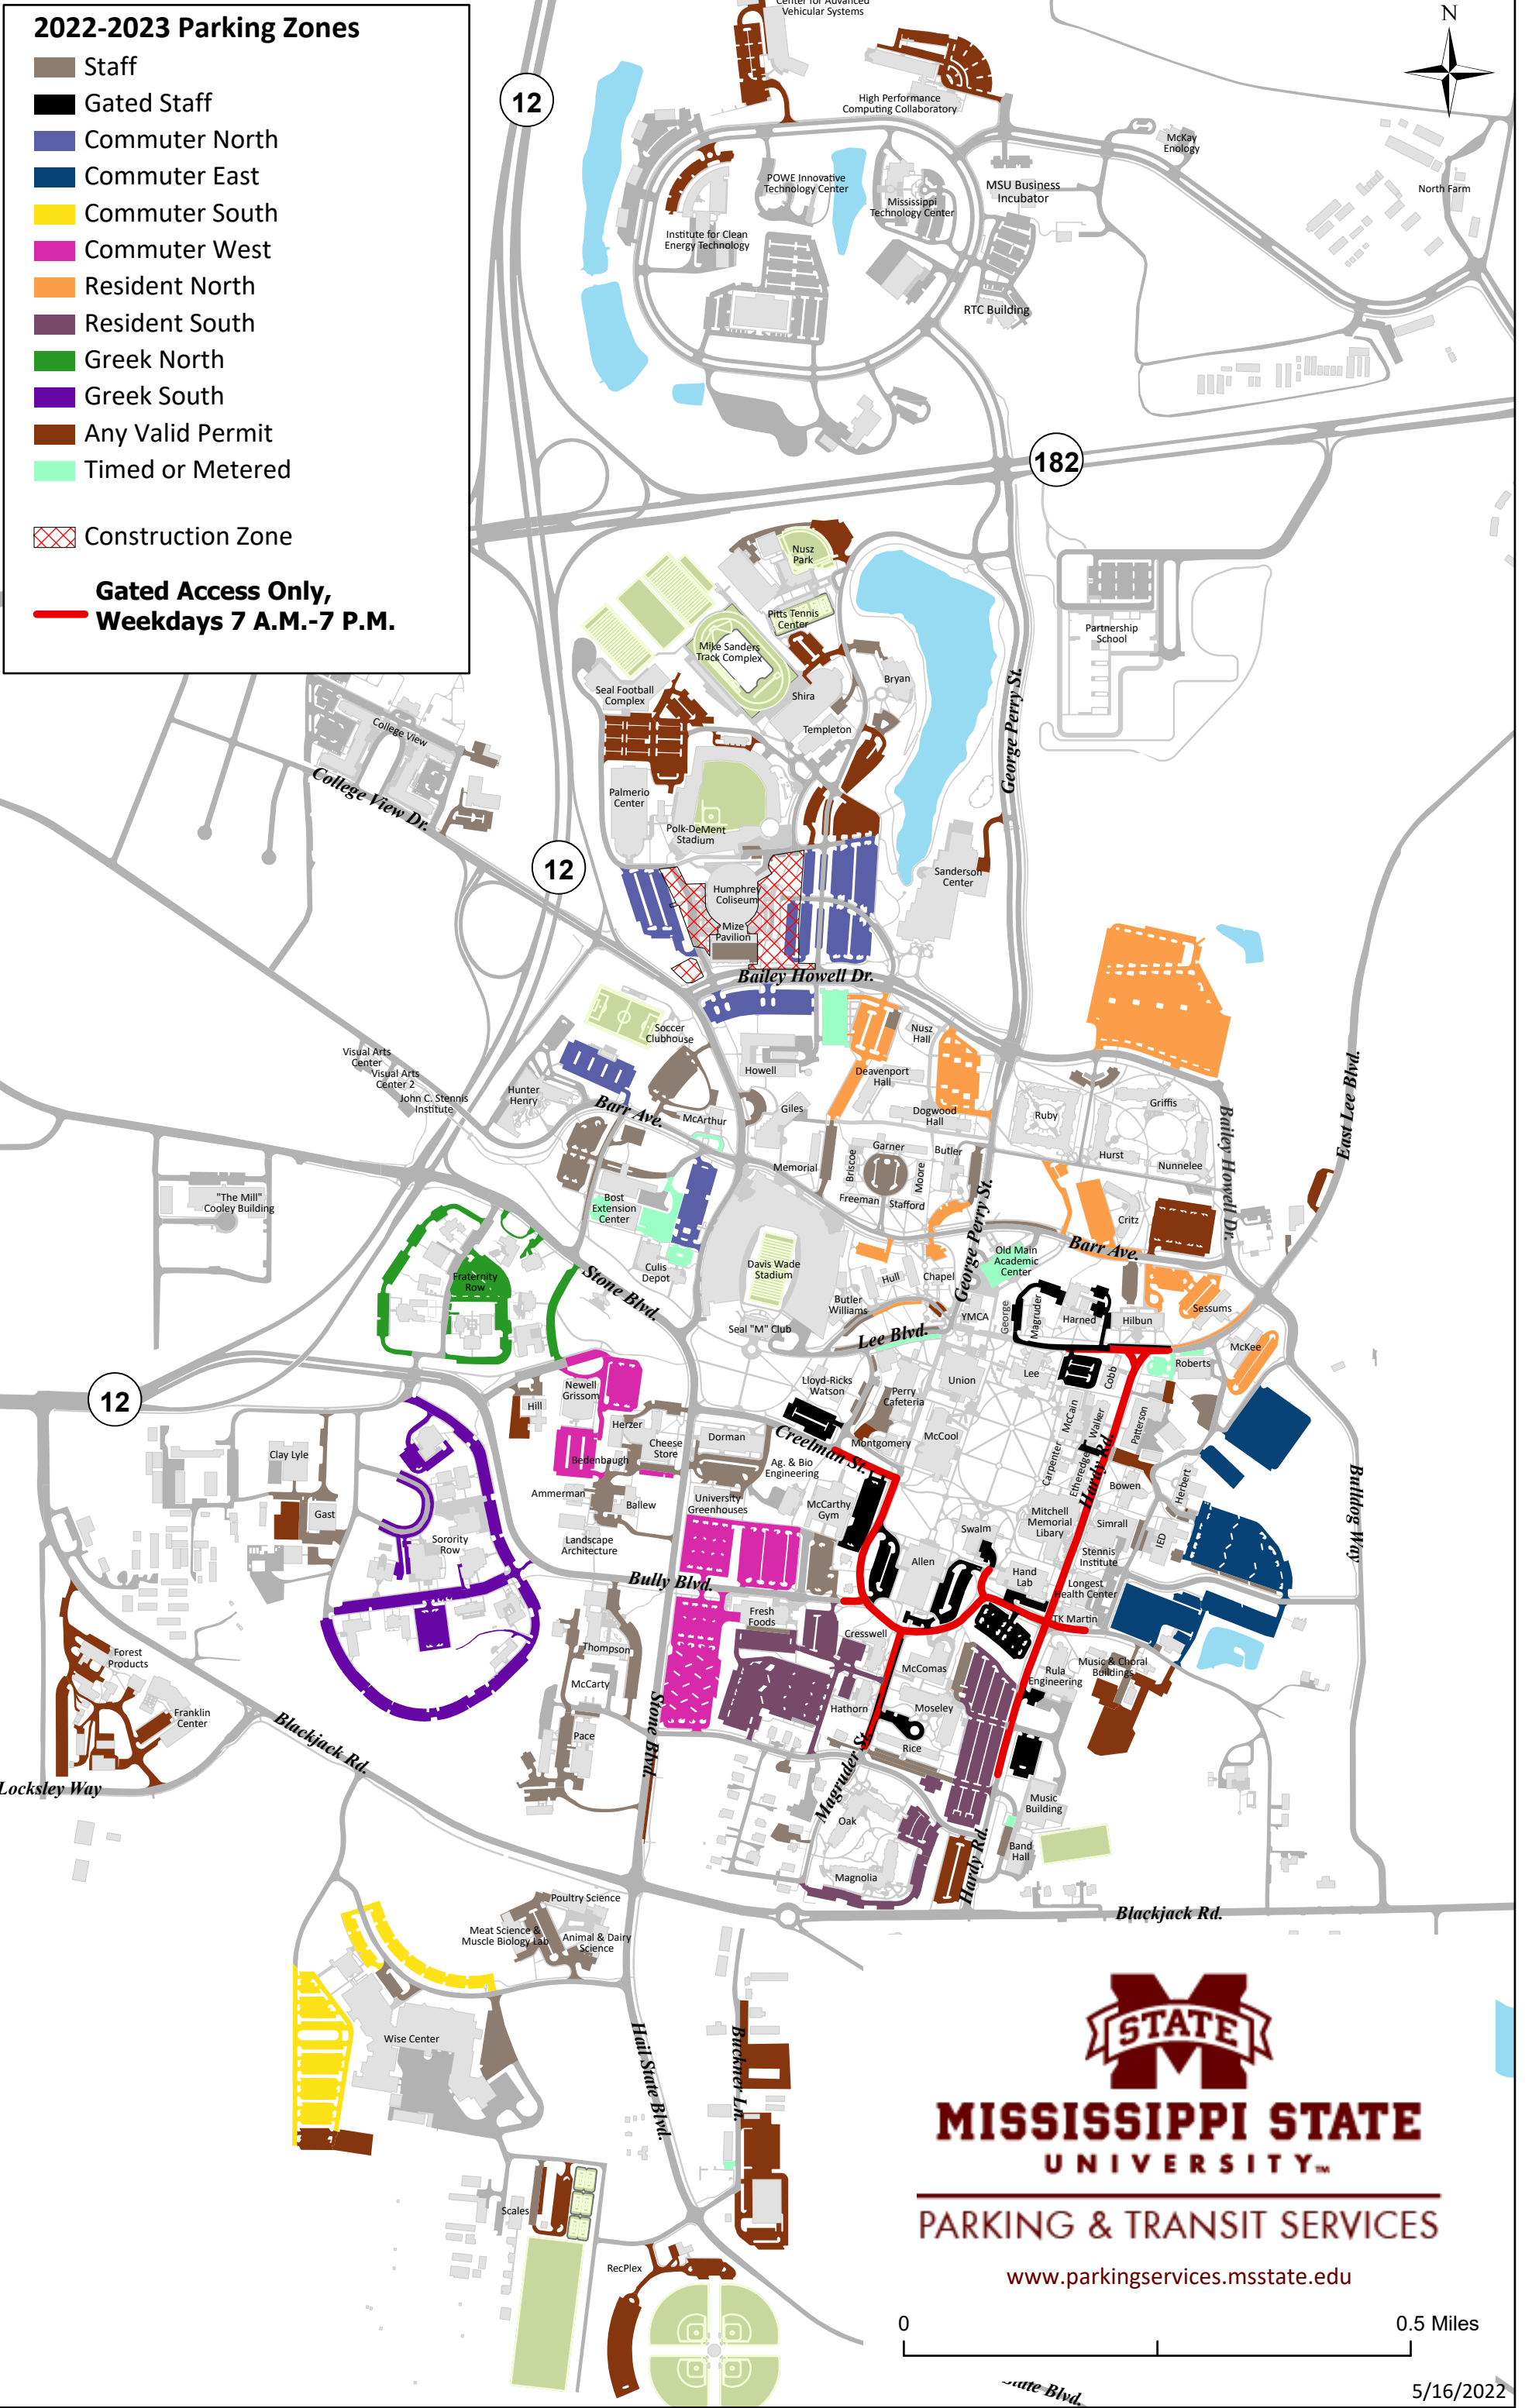 2022-2023 Parking Zones
Staff
Gated Staff
Commuter North
Commuter East
Commuter South
Commuter West
Resident North
Resident South
Greek North
Greek South
Any Valid Permit
Timed or Metered
Construction Zone
Gated Access Only,
Weekdays 7 A.M.-7 P.M.
N
12
Center for Advanced
Vehicular Systems
High Performance
Computing Collaboratory
McKay
Enology
North Farm
POWE Innovative
Technology Center
Mississippi
Technology Center
MSU Business
Incubator
Institute for Clean
Energy Technology
RTC Building
182
Nusz
Park
Pitts Tennis
Center
Partnership
School
Mike Sanders
Track Complex
Bryan
Seal Football
Complex
Shira
Templeton
George Perry St.
College View
College View Dr.
Palmerio
Center
Polk-DeMent
Stadium
12
Sanderson
Center
Humphrey
Coliseum
Mize
Pavilion
Bailey Howell Dr.
Soccer
Clubhouse
Nusz
Hall
Visual Arts
Center
Visual Arts
Center 2
John C. Stennis
Institute
Howell
Deavenport
Hall
Hunter
Henry
Barr Ave.
McArthur
Giles
Dogwood
Hall
Ruby
Griffis
East Lee Blvd.
Bailey Howell Dr.
Memorial
Briscoe
Garner
Moore
Butler
Hurst
Nunnelee
Freeman
Stafford
"The Mill"
Cooley Building
Bost
Extension
Center
Critz
George Perry St.
Barr Ave.
Old Main
Academic
Center
Culis
Depot
Davis Wade
Stadium
Hull
Chapel
Fraternity
Row
Stone Blvd.
Butler
Williams
YMCA
George
Magruder
Harned
Hilbun
Sessums
Seal "M" Club
Lee Blvd.
McKee
Roberts
12
Newell
Grissom
Hill
Lloyd-Ricks
Watson
Perry
Cafeteria
Union
Lee
Cobb
Herzer
McCain
Walker
Patterson
Clay Lyle
Cheese
Store
Dorman
Creelman St.
Montgomery
McCool
Bedenbaugh
Ag. & Bio
Engineering
Carpenter
Etheredge
Hardy Rd.
Bowen
Herbert
Bulldog Way
Ammerman
Ballew
University
Greenhouses
McCarthy
Gym
Mitchell
Memorial
Libary
Simrall
IED
Gast
Sorority
Row
Landscape
Architecture
Swalm
Allen
Stennis
Institute
Hand
Lab
Longest
Health Center
Bully Blvd.
Fresh
Foods
TK Martin
Cresswell
Forest
Products
Thompson
McComas
Rula
Engineering
Music & Choral
Buildings
McCarty
Hathorn
Moseley
Franklin
Center
Stone Blvd.
Pace
Rice
Blackjack Rd.
Magruder St.
Locksley Way
Music
Building
Oak
Band
Hall
Hardy Rd.
Magnolia
Poultry Science
Blackjack Rd.
Meat Science &
Muscle Biology Lab
Animal & Dairy
Science
Wise Center
Hail State Blvd.
Buckner Ln.
Scales
RecPlex
STATE
MISSISSIPPI STATE
UNIVERSITY™
PARKING & TRANSIT SERVICES
www.parkingservices.msstate.edu
0
0.5 Miles
State Blvd.
5/16/2022